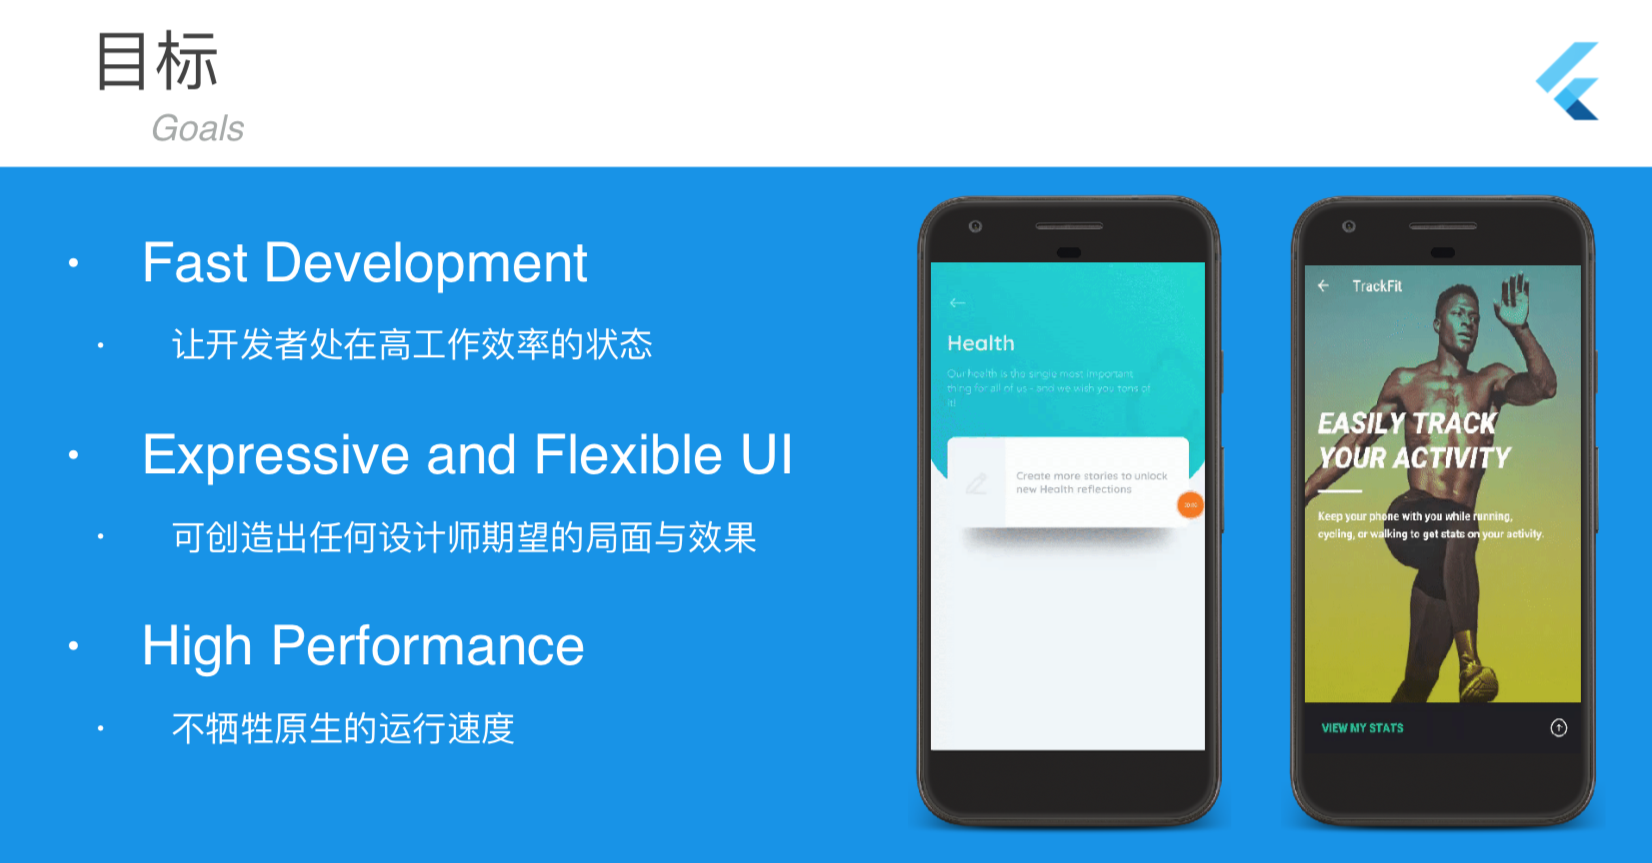 目标
Goals
Fast Development
让开发者处在高工作效率的状态
Expressive and Flexible UI
可创造出任何设计师期望的局面与效果
High Performance
不牺牲原生的运行速度
Health
Our health is the single most important
thing for all of us - and we wish you tons of
it!
Create more stories to unlock
new Health reflections
TrackFit
EASILY TRACK
YOUR ACTIVITY
Keep your phone with you while running,
cycling, or walking to get stats on your activity.
VIEW MY STATS